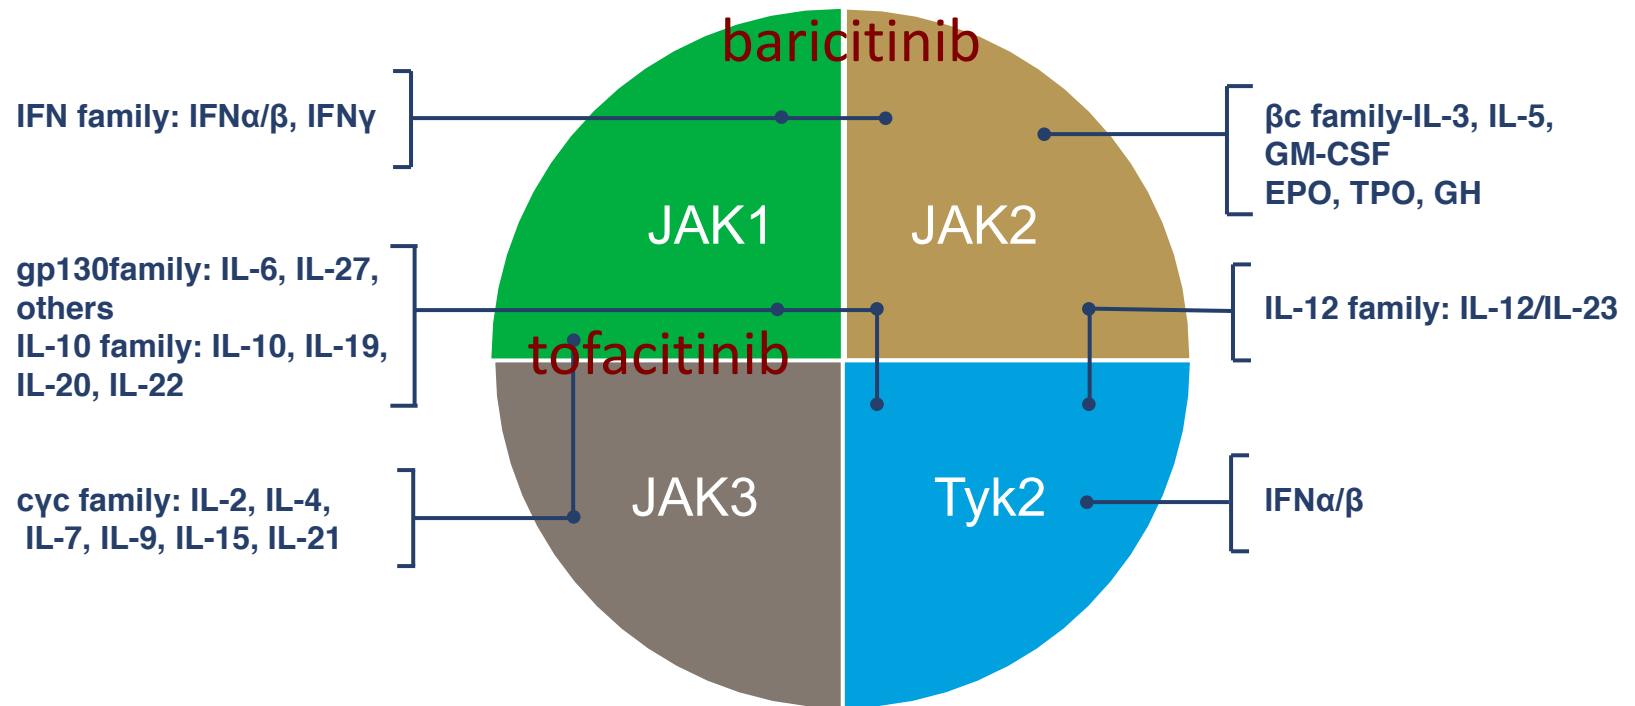 baricitinib
IFN family: IFNα/β, IFNγ
βc family-IL-3, IL-5,
GM-CSF
EPO, TPO, GH
JAK1
JAK2
gp130family: IL-6, IL-27,
others
IL-10 family: IL-10, IL-19,
IL-20, IL-22
IL-12 family: IL-12/IL-23
tofacitinib
cγc family: IL-2, IL-4,
IL-7, IL-9, IL-15, IL-21
JAK3
Tyk2
IFNα/β